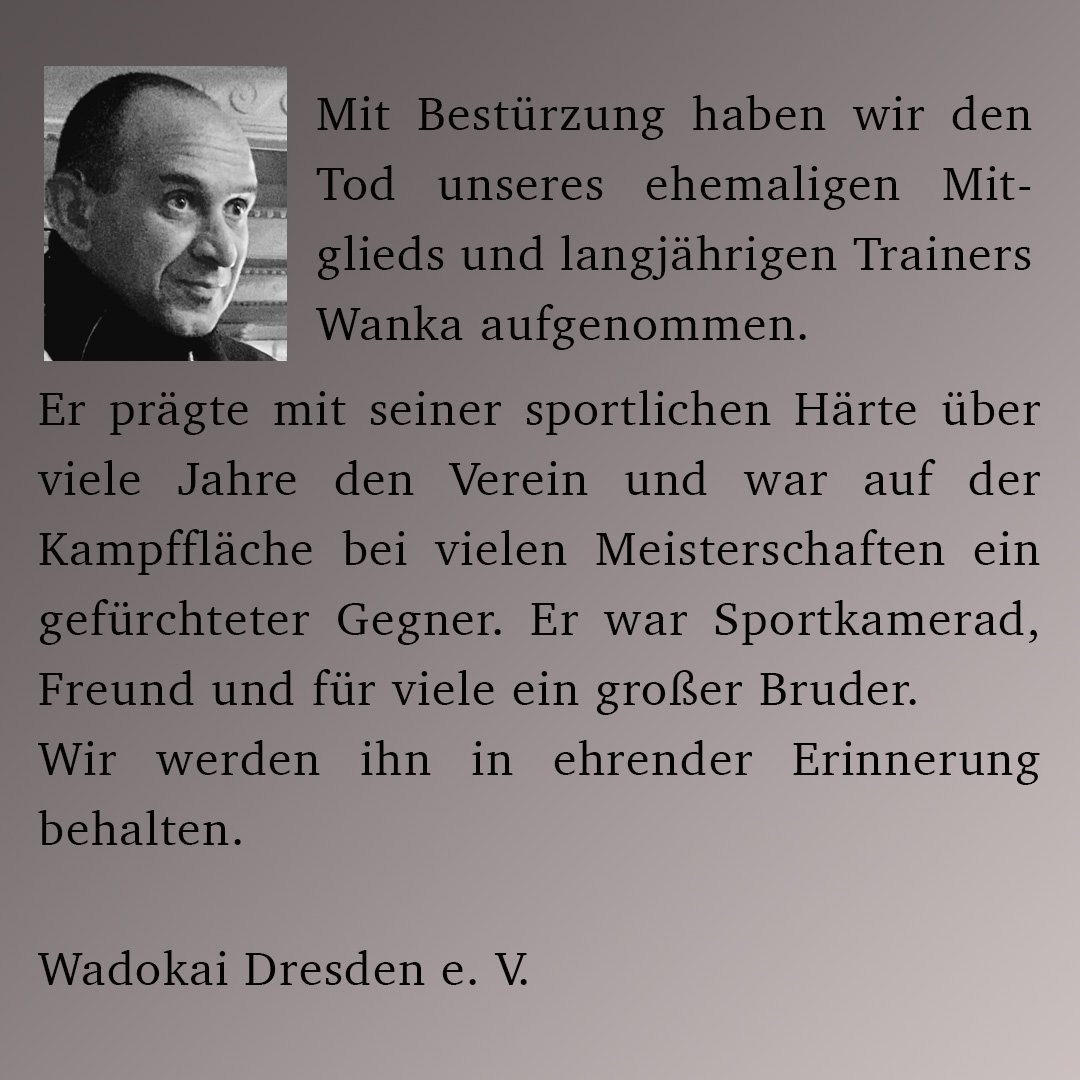 Mit Bestürzung haben wir den
Tod unseres ehemaligen Mit-
glieds und langjährigen Trainers
Wanka aufgenommen.
Er prägte mit seiner sportlichen Härte über
viele Jahre den Verein und war auf der
Kampffläche bei vielen Meisterschaften ein
gefürchteter Gegner. Er war Sportkamerad,
Freund und für viele ein großer Bruder.
Wir werden ihn in ehrender Erinnerung
behalten.
Wadokai Dresden e. V.